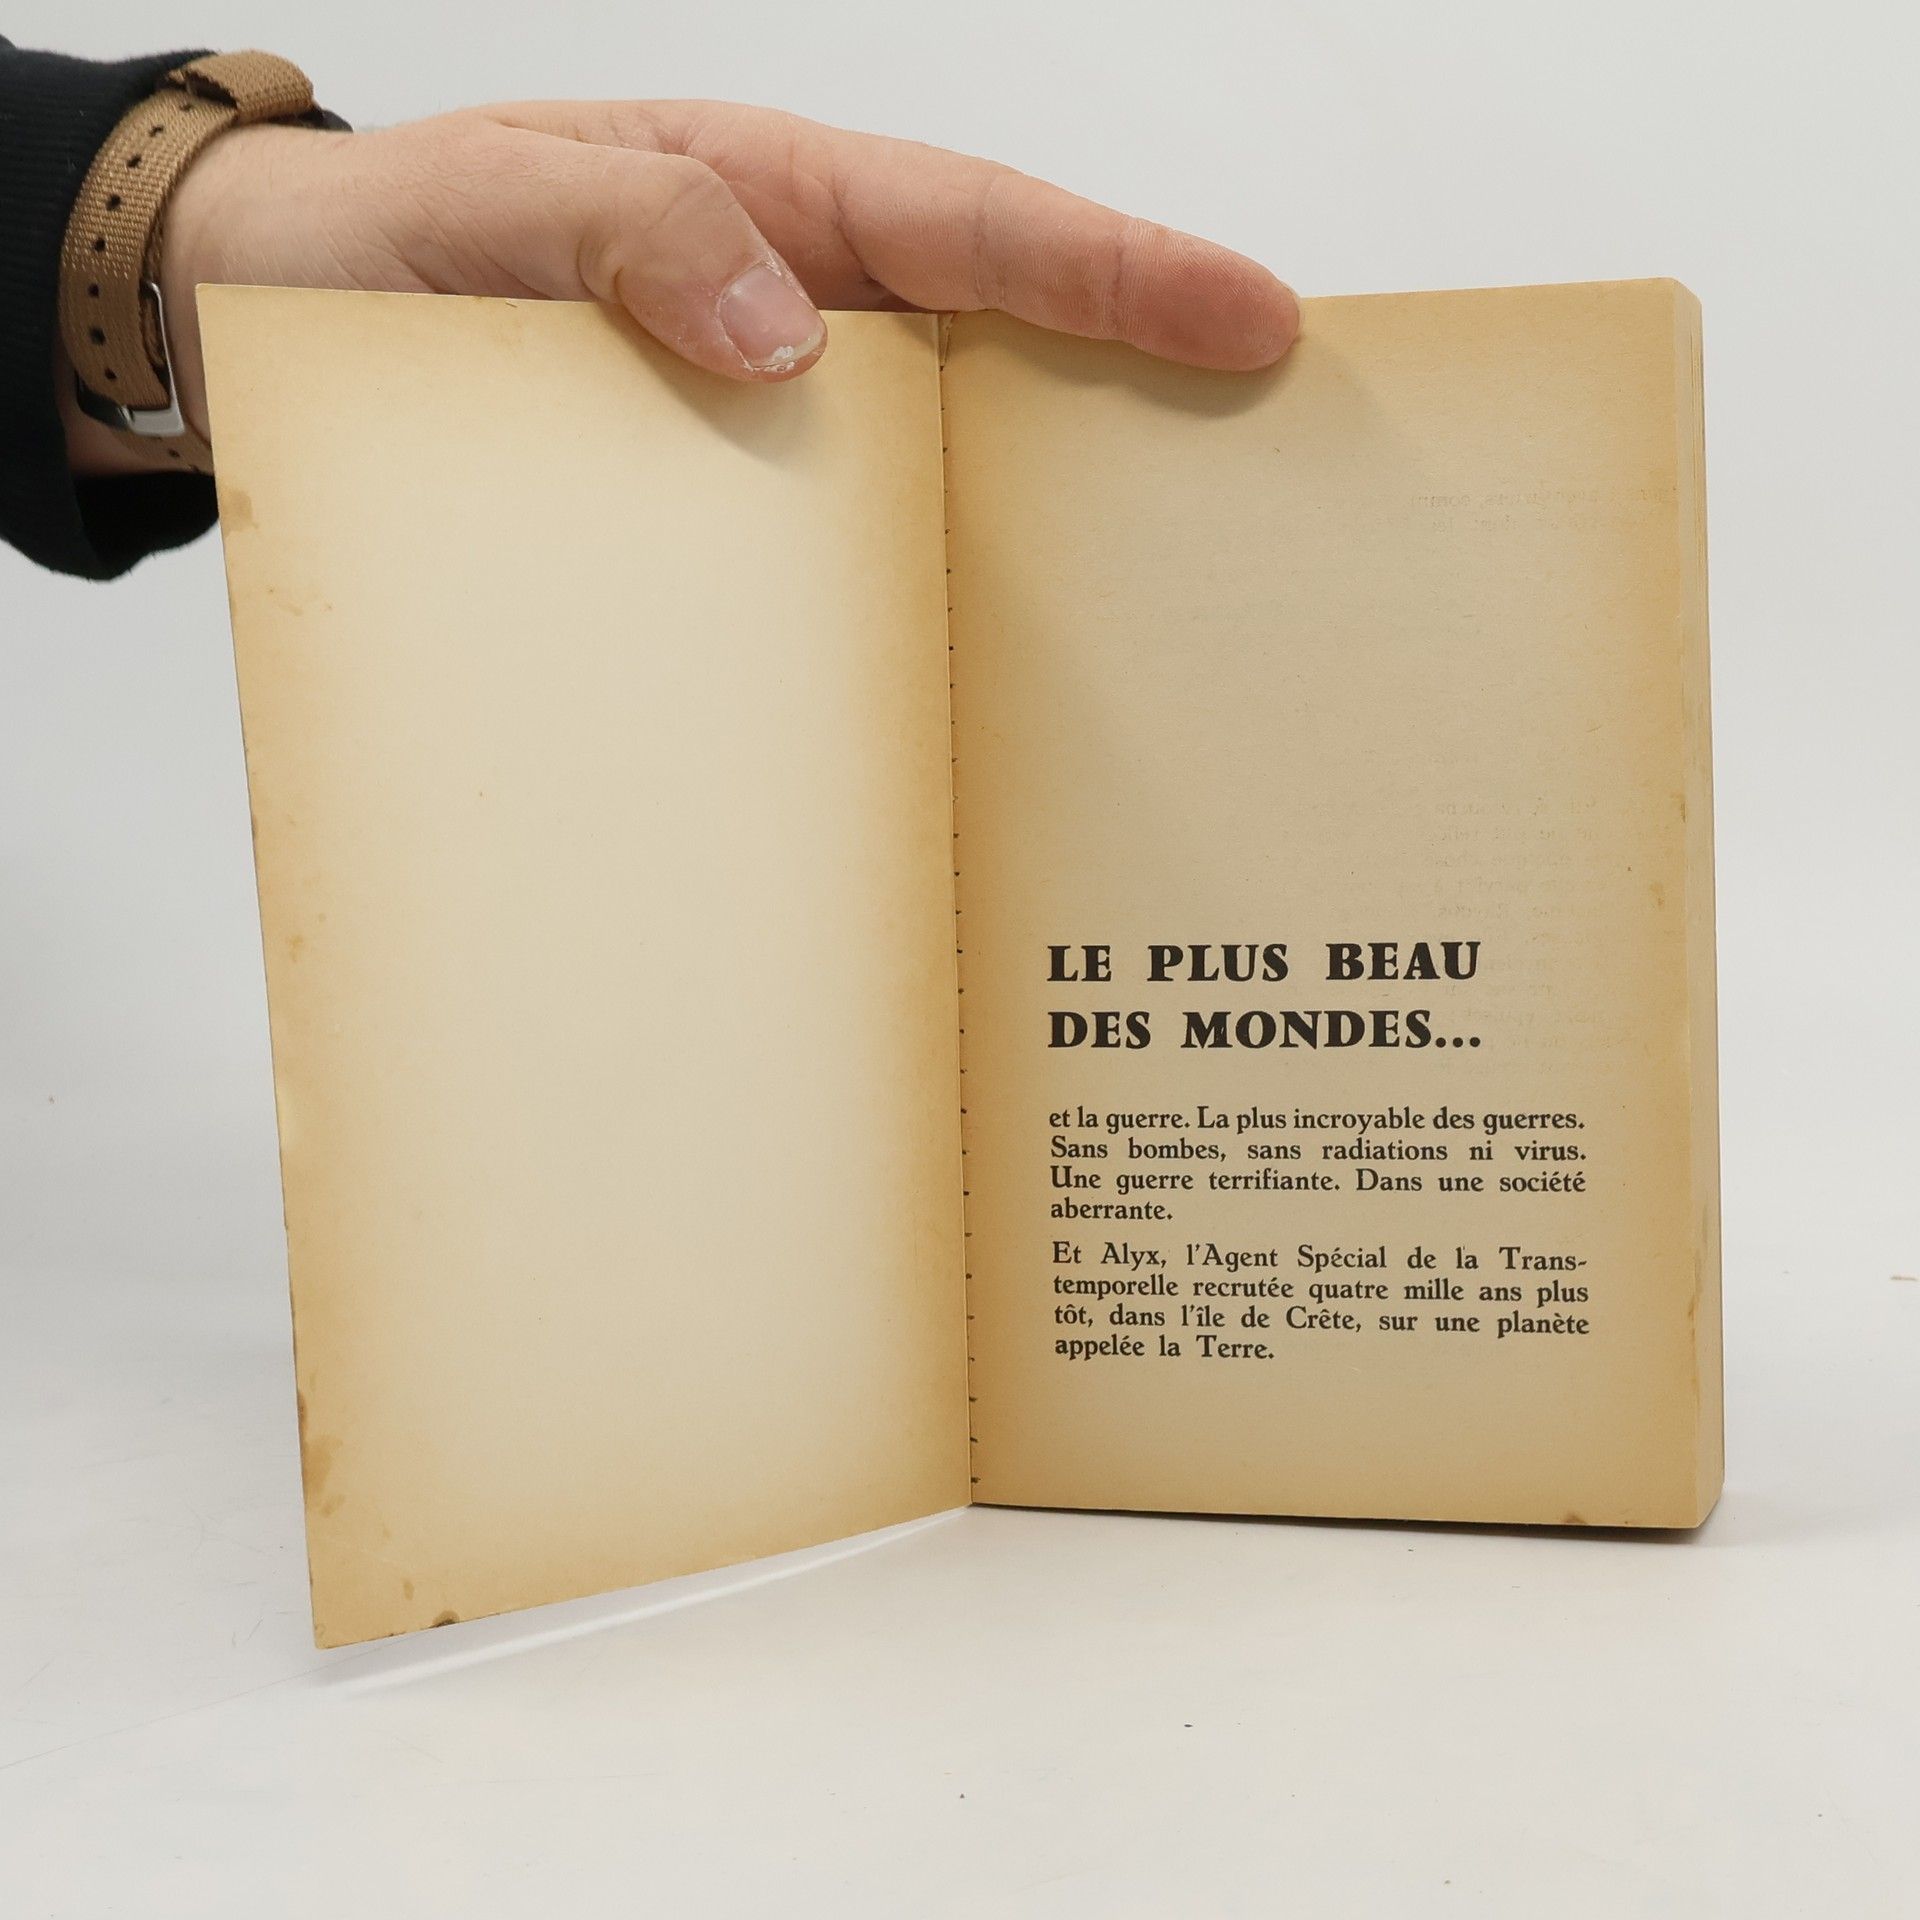 LE PLUS BEAU
DES MONDES...
et la guerre. La plus incroyable des guerres.
Sans bombes, sans radiations ni virus.
Une guerre terrifiante. Dans une société
aberrante.
Et Alyx, l'Agent Spécial de la Trans-
temporelle recrutée quatre mille ans plus
tôt, dans l'île de Crête, sur une planète
appelée la Terre.